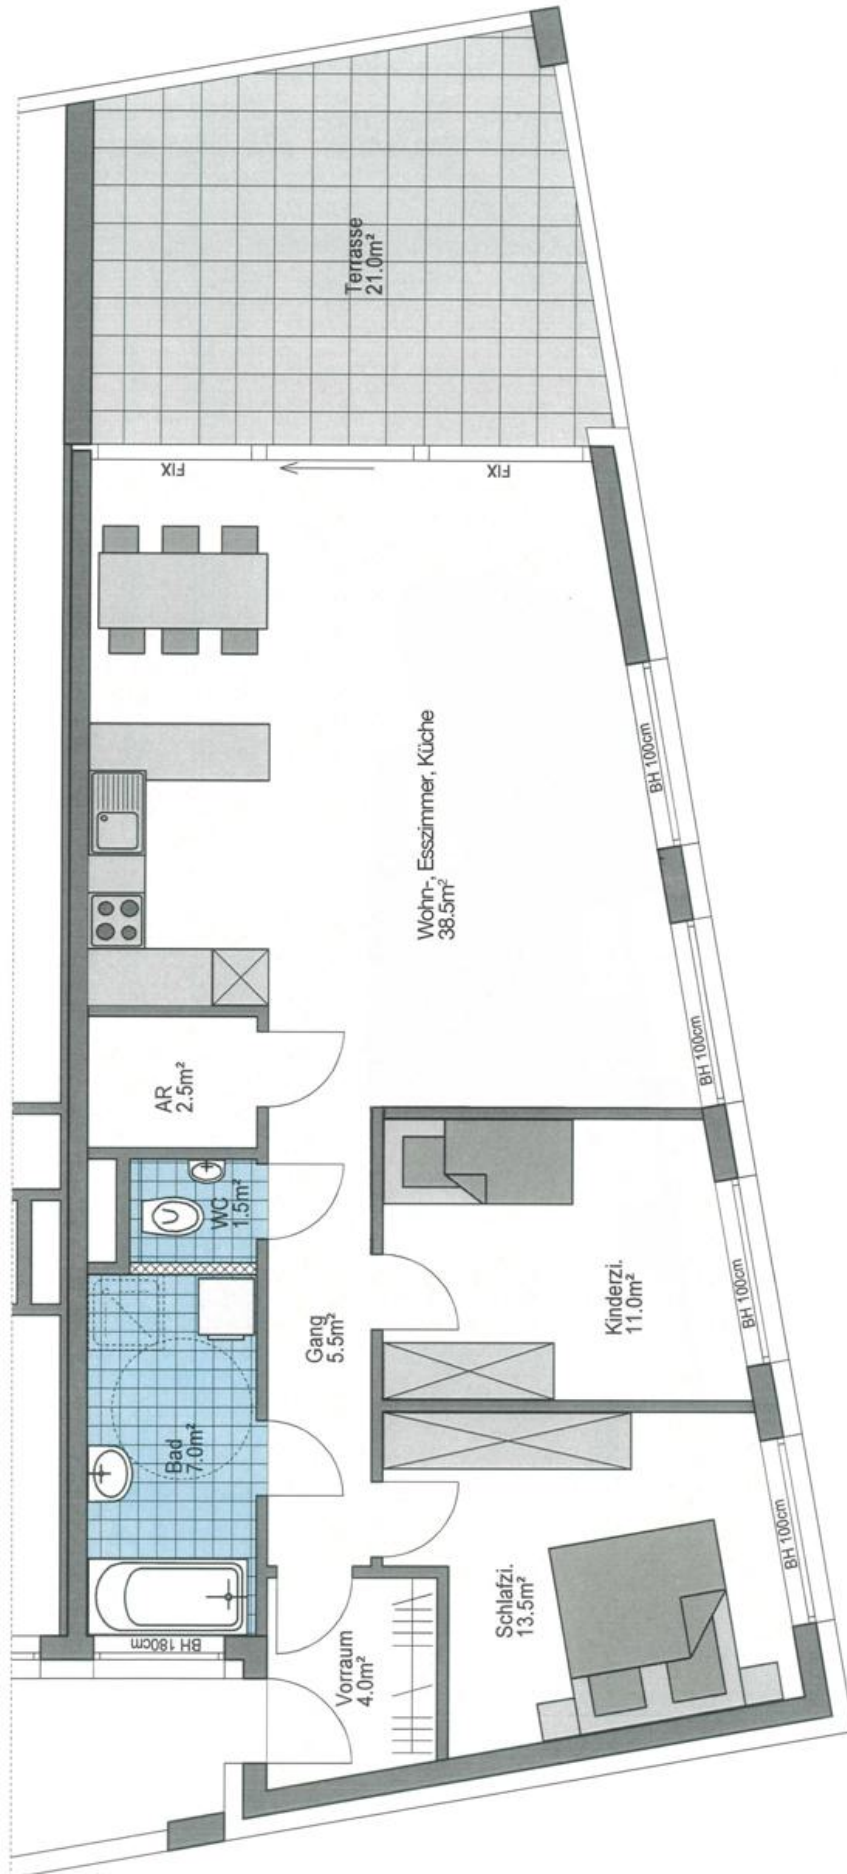 Terrasse
21.0m²
FIX
FIX
Wohn-, Esszimmer, Küche
38.5m²
BH 100cm
BH 100cm
AR
2.5m²
WC
1.5m²
Gang
5.5m²
Kinderzi.
11.0m²
BH 100cm
Bad
7.0m²
BH 100cm
Schlafzi.
13.5m²
BH 180cm
Vorraum
4.0m²